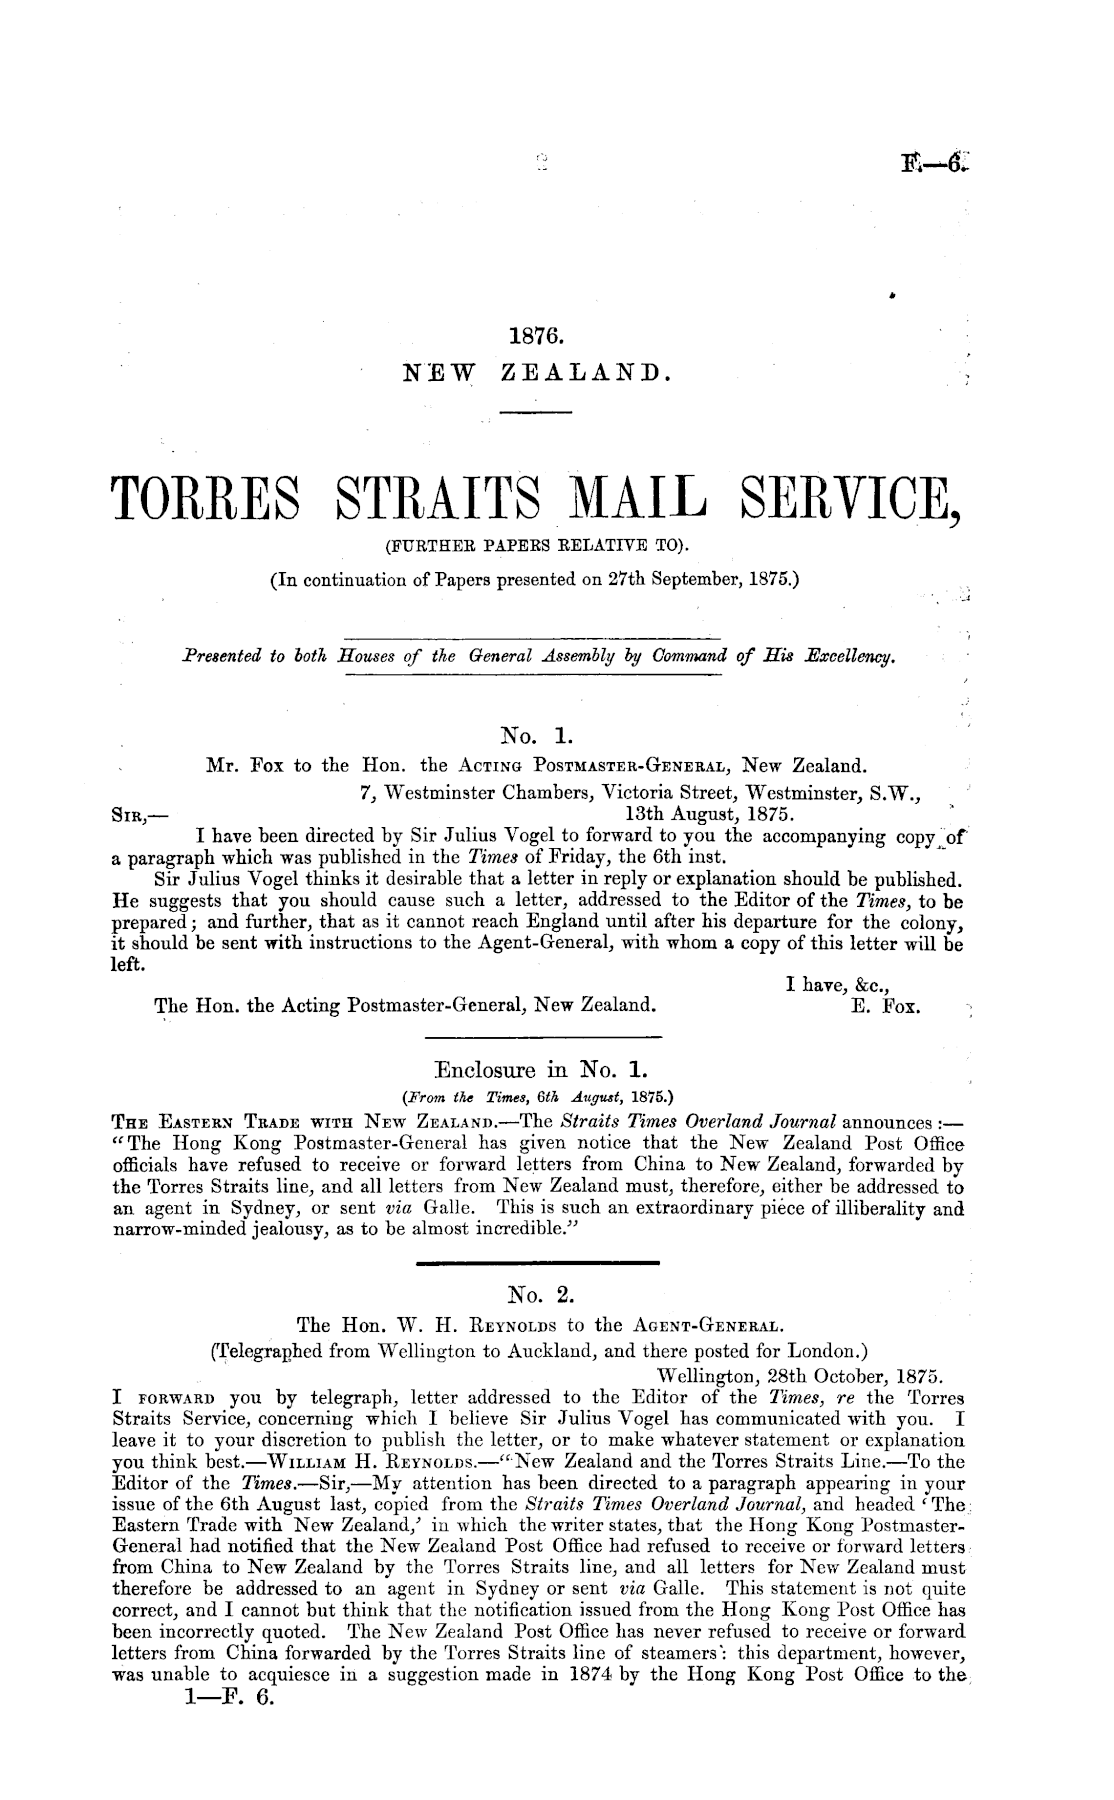 F.—6.
1876.
NEW ZEALAND.
TORRES STRAITS MAIL SERVICE,
(FURTHER PAPERS RELATIVE TO).
(In continuation of Papers presented on 27th September, 1875.)
Presented to both Houses of the General Assembly by Command of His Excellency.
No. 1.
Mr. Fox to the Hon. the ACTING POSTMASTER-GENERAL, New Zealand.
7, Westminster Chambers, Victoria Street, Westminster, S.W.,
SIR,— 13th August, 1875.
I have been directed by Sir Julius Vogel to forward to you the accompanying copy of
a paragraph which was published in the Times of Friday, the 6th inst.
Sir Julius Vogel thinks it desirable that a letter in reply or explanation should be published.
He suggests that you should cause such a letter, addressed to the Editor of the Times, to be
prepared; and further, that as it cannot reach England until after his departure for the colony,
it should be sent with instructions to the Agent-General, with whom a copy of this letter will be
left.
I have, &c.,
The Hon. the Acting Postmaster-General, New Zealand. E. FOX.
Enclosure in No. 1.
(From the Times, 6th August, 1875.)
THE EASTERN TRADE WITH NEW ZEALAND.—The Straits Times Overland Journal announces:—
"The Hong Kong Postmaster-General has given notice that the New Zealand Post Office
officials have refused to receive or forward letters from China to New Zealand, forwarded by
the Torres Straits line, and all letters from New Zealand must, therefore, either be addressed to
an agent in Sydney, or sent via Galle. This is such an extraordinary piece of illiberality and
narrow-minded jealousy, as to be almost incredible."
No. 2.
The Hon. W. H. REYNOLDS to the AGENT-GENERAL.
(Telegraphed from Wellington to Auckland, and there posted for London.)
Wellington, 28th October, 1875.
I FORWARD you by telegraph, letter addressed to the Editor of the Times, re the Torres
Straits Service, concerning which I believe Sir Julius Vogel has communicated with you. I
leave it to your discretion to publish the letter, or to make whatever statement or explanation
you think best.—WILLIAM H. REYNOLDS.—"New Zealand and the Torres Straits Line.—To the
Editor of the Times.—Sir,—My attention has been directed to a paragraph appearing in your
issue of the 6th August last, copied from the Straits Times Overland Journal, and headed 'The
Eastern Trade with New Zealand,' in which the writer states, that the Hong Kong Postmaster-
General had notified that the New Zealand Post Office had refused to receive or forward letters
from China to New Zealand by the Torres Straits line, and all letters for New Zealand must
therefore be addressed to an agent in Sydney or sent via Galle. This statement is not quite
correct, and I cannot but think that the notification issued from the Hong Kong Post Office has
been incorrectly quoted. The New Zealand Post Office has never refused to receive or forward
letters from China forwarded by the Torres Straits line of steamers: this department, however,
was unable to acquiesce in a suggestion made in 1874 by the Hong Kong Post Office to the
1—F. 6.